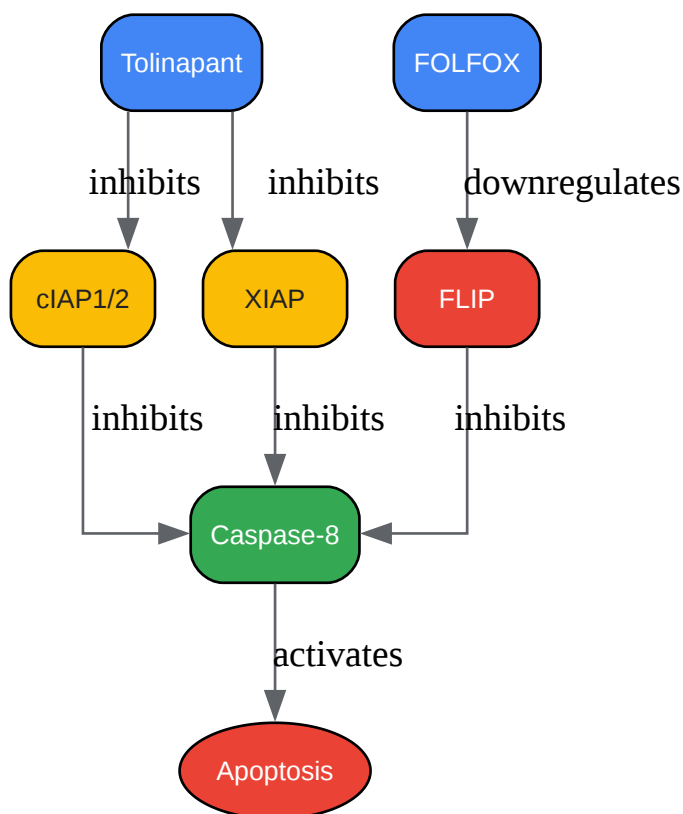 Tolinapant
FOLFOX
inhibits
inhibits
downregulates
cIAP1/2
XIAP
FLIP
inhibits
inhibits
inhibits
Caspase-8
activates
Apoptosis